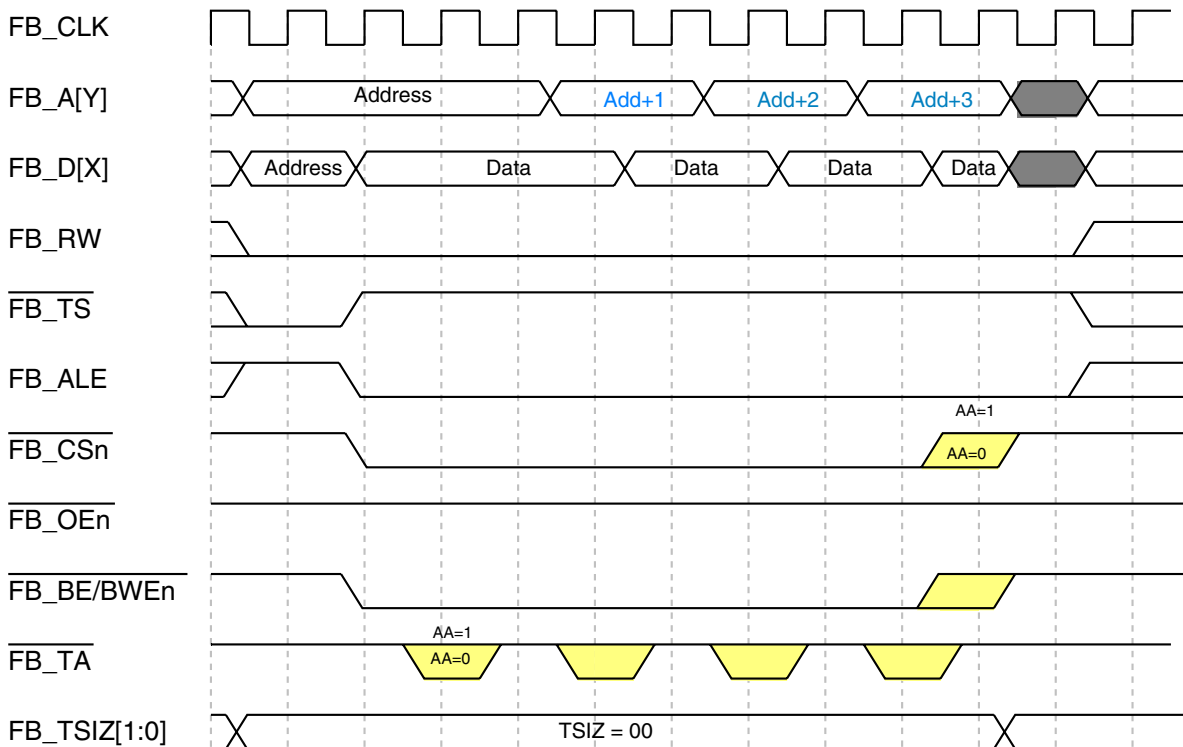 FB_CLK
FB_A[Y] Address Add+1 Add+2 Add+3
FB_D[X] Address Data Data Data Data
FB_RW
FB_TS
FB_ALE
AA=1
FB_CSn AA=0
FB_OEn
FB_BE/BWEn
AA=1
FB_TA AA=0
FB_TSIZ[1:0] TSIZ = 00